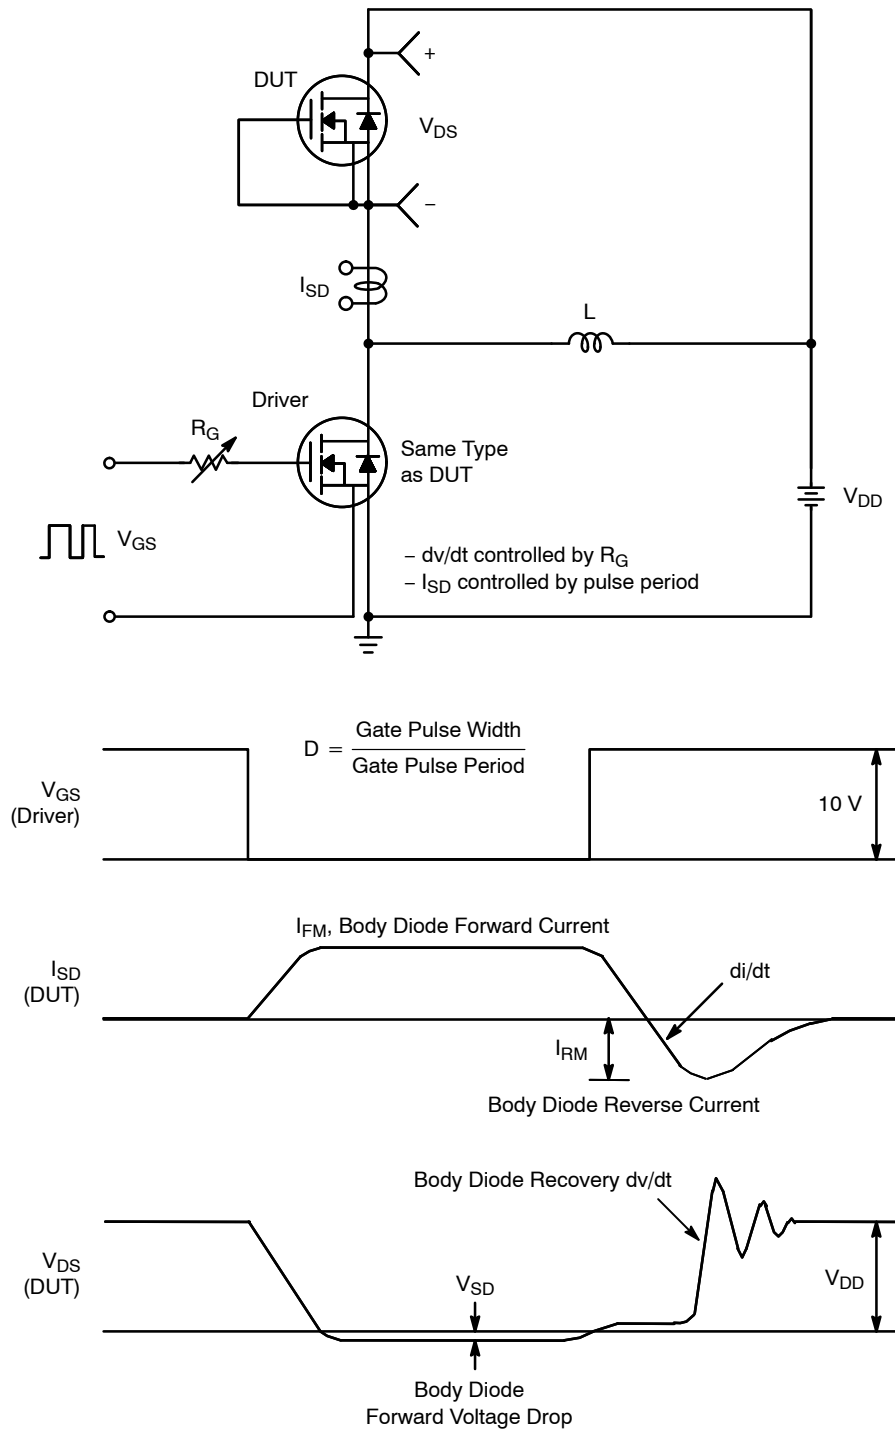 +
DUT
V_DS
−
I_SD
L
Driver
R_G
Same Type
as DUT
V_DD
V_GS
− dv/dt controlled by R_G
− I_SD controlled by pulse period
D = Gate Pulse Width
Gate Pulse Period
V_GS
(Driver)
10 V
I_FM, Body Diode Forward Current
I_SD
(DUT)
di/dt
I_RM
Body Diode Reverse Current
Body Diode Recovery dv/dt
V_DS
(DUT)
V_SD
V_DD
Body Diode
Forward Voltage Drop